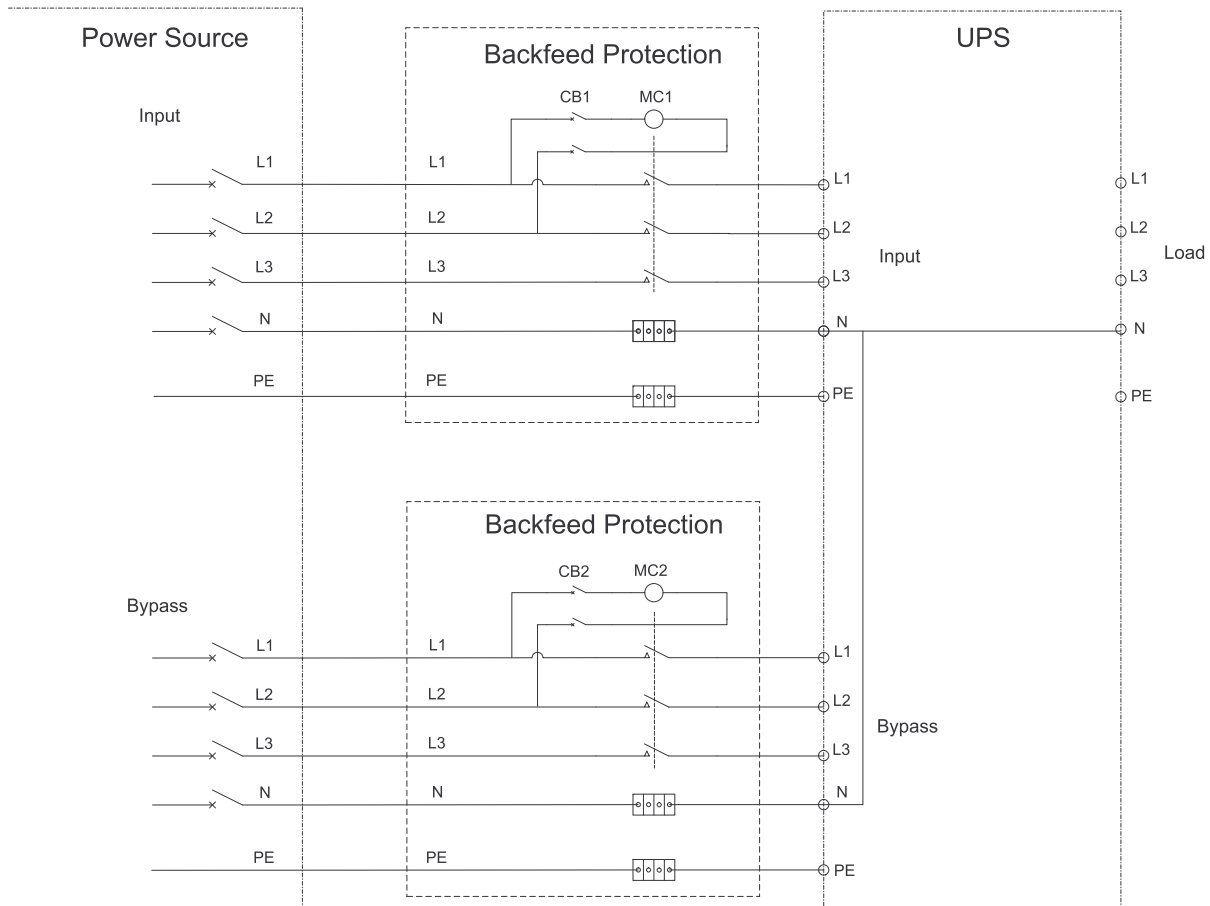 Power Source
Backfeed Protection
UPS
CB1 MC1
Input
L1 L1 L1 L1
L2 L2 L2 L2
Input Load
L3 L3 L3 L3
N N N N
PE PE PE PE
Backfeed Protection
CB2 MC2
Bypass
L1 L1 L1
L2 L2 L2
Bypass
L3 L3 L3
N N N
PE PE PE